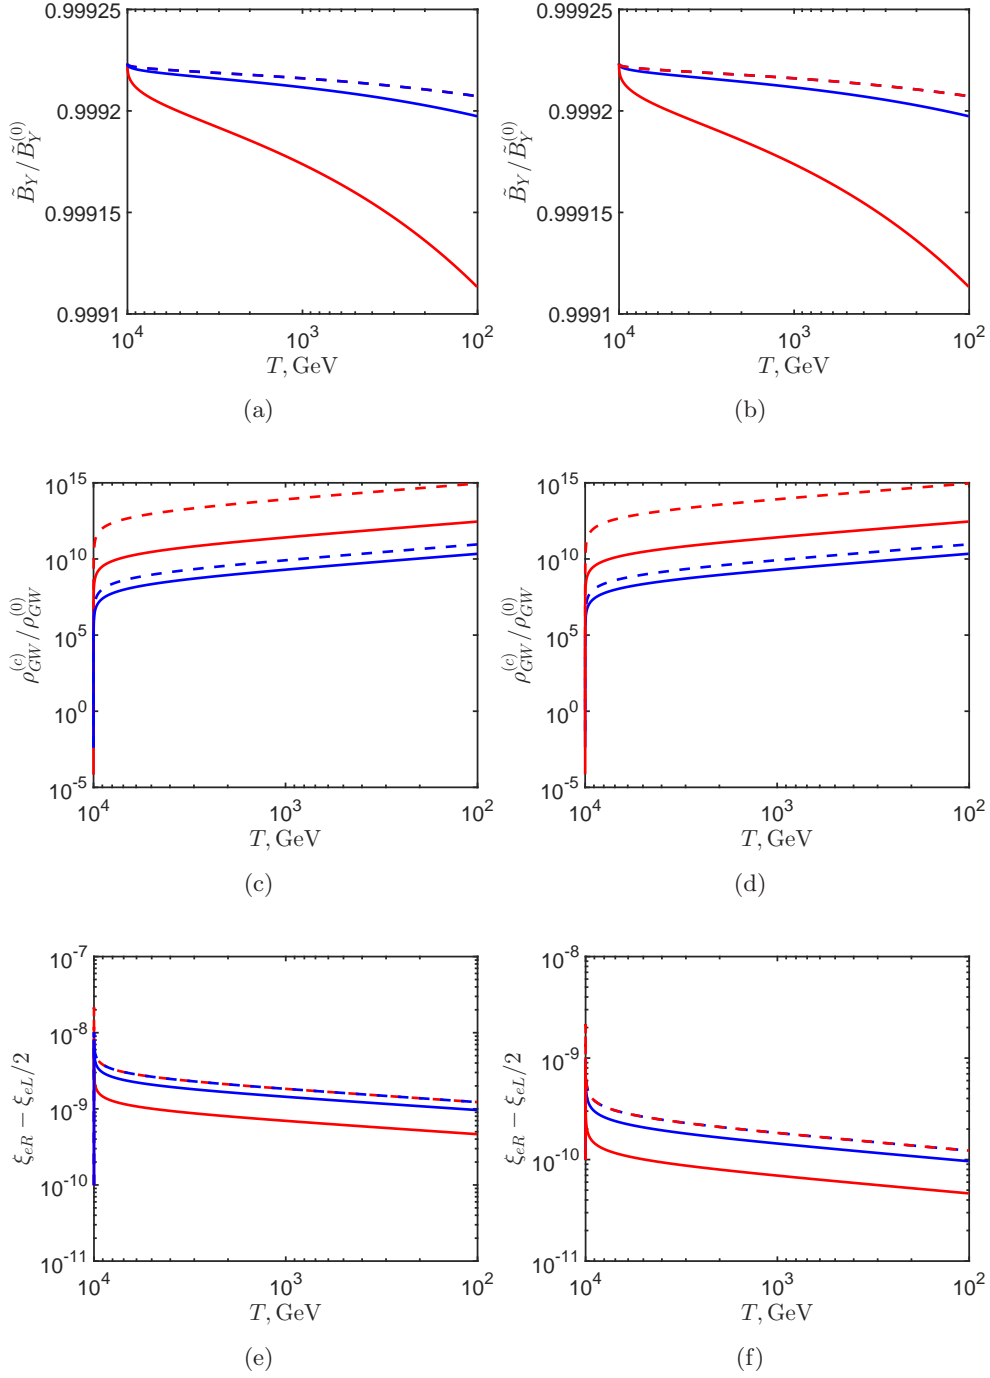 0.99925 0.9992 0.99915 0.9991
B̃_Y/B̃_Y^(0)
10^4 10^3 10^2
T, GeV
(a)
0.99925 0.9992 0.99915 0.9991
B̃_Y/B̃_Y^(0)
10^4 10^3 10^2
T, GeV
(b)
10^15 10^10 10^5 10^0 10^-5
ρ_GW^(c)/ρ_GW^(0)
10^4 10^3 10^2
T, GeV
(c)
10^15 10^10 10^5 10^0 10^-5
ρ_GW^(c)/ρ_GW^(0)
10^4 10^3 10^2
T, GeV
(d)
10^-7 10^-8 10^-9 10^-10 10^-11
ξ_eR − ξ_eL/2
10^4 10^3 10^2
T, GeV
(e)
10^-8 10^-9 10^-10 10^-11
ξ_eR − ξ_eL/2
10^4 10^3 10^2
T, GeV
(f)